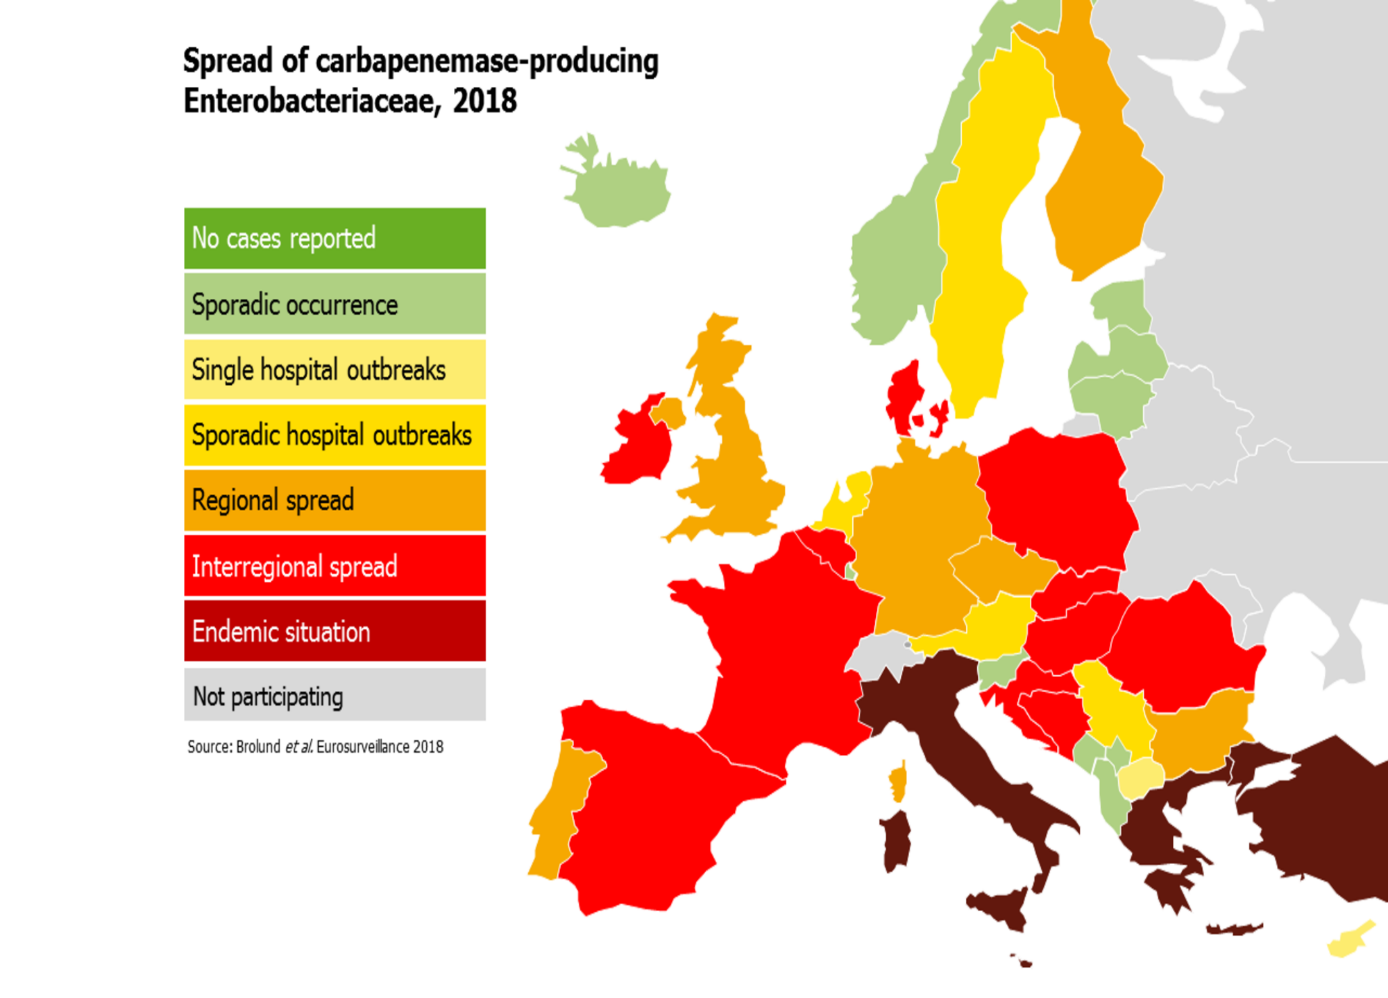 Spread of carbapenemase-producing
Enterobacteriaceae, 2018
No cases reported
Sporadic occurrence
Single hospital outbreaks
Sporadic hospital outbreaks
Regional spread
Interregional spread
Endemic situation
Not participating
Source: Brolund et al. Eurosurveillance 2018